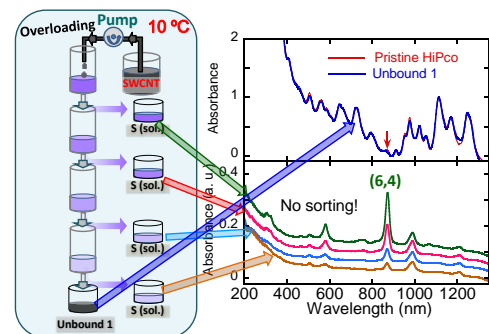 Pump
10 ºC
Overloading
SWCNT
S (sol.)
S (sol.)
S (sol.)
S (sol.)
Unbound 1
Absorbance
2
1
0
Pristine HiPco
Unbound 1
Absorbance (a. u.)
0.4
0.2
0
No sorting!
(6,4)
200 400 600 800 1000 1200
Wavelength (nm)